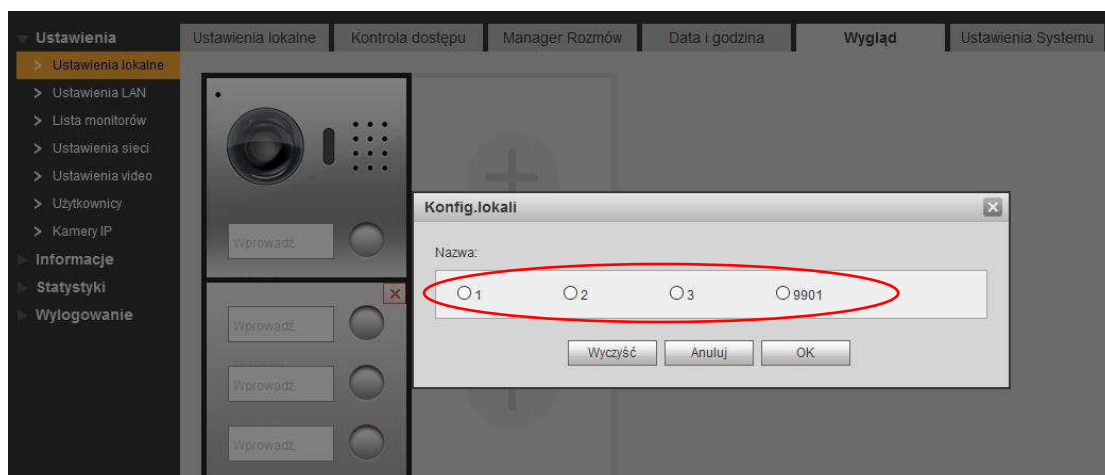 Ustawienia
Ustawienia lokalne
Ustawienia LAN
Lista monitorów
Ustawienia sieci
Ustawienia video
Użytkownicy
Kamery IP
Informacje
Statystyki
Wylogowanie
Ustawienia lokalne Kontrola dostępu Manager Rozmów Data i godzina Wygląd Ustawienia Systemu
Wprowadź
Wprowadź
Wprowadź
Wprowadź
Konfig.lokali
Nazwa:
1 2 3 9901
Wyczyść Anuluj OK